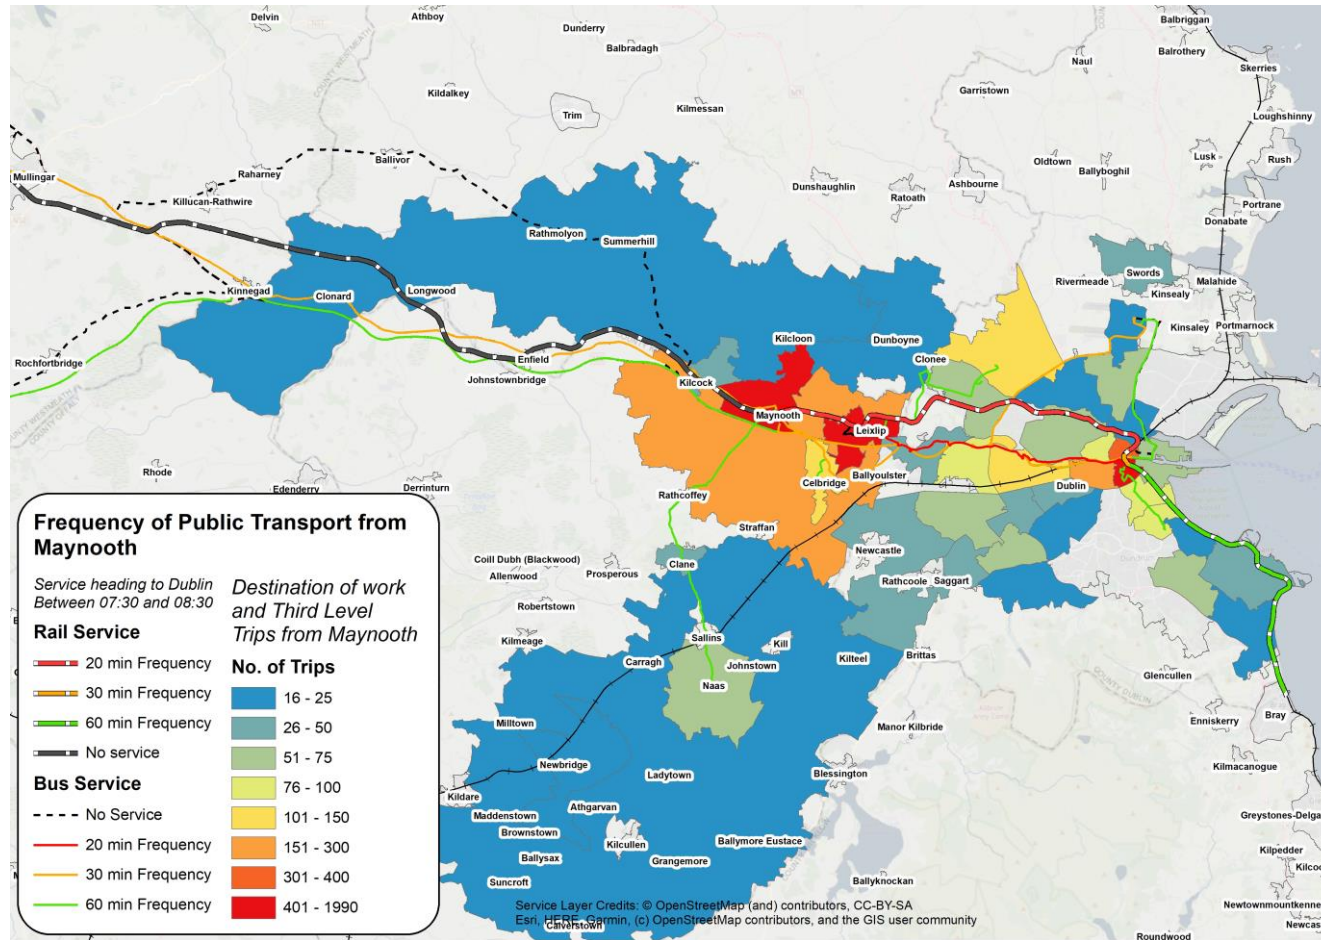 Delvin
Athboy
Dunderry
Balbradagh
Naul
Balbriggan
Balrothery
Skerries
Kildalkey
Trim
Kilmessan
Garristown
Loughshinny
Mullingar
Raharney
Ballivor
Killucan-Rathwire
Dunshaughlin
Ratoath
Ashbourne
Oldtown
Ballyboghil
Lusk
Rush
Portrane
Donabate
COUNTY WESTMEATH
Rathmolyon
Summerhill
Swords
Rivermeade
Malahide
Kinsealy
Kinnegad
Clonard
Longwood
Kinsaley
Portmarnock
Rochfortbridge
Enfield
Johnstownbridge
Kilcloon
Dunboyne
Clonee
Kilcock
Maynooth
Leixlip
Rhode
Edenderry
Derrinturn
Rathcoffey
Celbridge
Ballyoulster
Dublin
Straffan
Newcastle
Coill Dubh (Blackwood)
Allenwood
Prosperous
Clane
Rathcoole
Saggart
Robertstown
Kilmeage
Sallins
Kill
Carragh
Johnstown
Kilteel
Brittas
Naas
COUNTY DUBLIN
Glencullen
Milltown
Manor Kilbride
Enniskerry
Bray
Newbridge
Ladytown
Blessington
Kilmacanogue
Kildare
Athgarvan
Maddenstown
Brownstown
Kilcullen
Ballymore Eustace
Greystones-Delga
Ballysax
Grangemore
Kilpedder
Kilcoo
Suncroft
Ballyknockan
Newtownmountkenne
Newcas
Calverstown
Roundwood
Frequency of Public Transport from
Maynooth
Service heading to Dublin
Between 07:30 and 08:30
Rail Service
20 min Frequency
30 min Frequency
60 min Frequency
No service
Bus Service
No Service
20 min Frequency
30 min Frequency
60 min Frequency
Destination of work
and Third Level
Trips from Maynooth
No. of Trips
16 - 25
26 - 50
51 - 75
76 - 100
101 - 150
151 - 300
301 - 400
401 - 1990
Service Layer Credits: © OpenStreetMap (and) contributors, CC-BY-SA
Esri, HERE, Garmin, (c) OpenStreetMap contributors, and the GIS user community